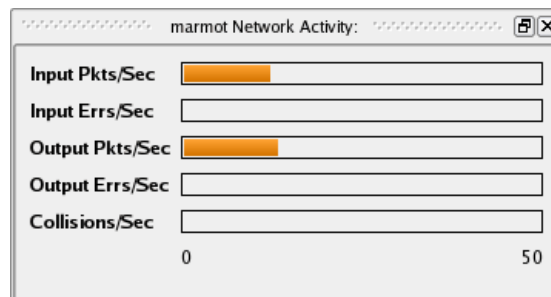 marmot Network Activity:
Input Pkts/Sec
Input Errs/Sec
Output Pkts/Sec
Output Errs/Sec
Collisions/Sec
0 50